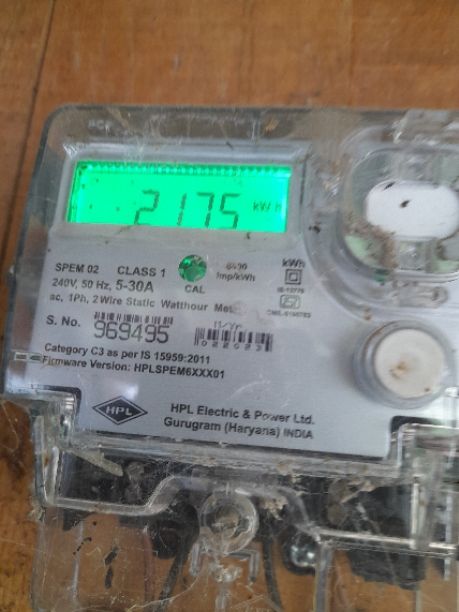 2175 kWh
SPEM 02 CLASS 1 kWh
240V, 50 Hz, 5-30A CAL Imp/kWh
ac, 1Ph, 2 Wire Static Watthour
S. No. 969495
Category C3 as per IS 15959:2011
Firmware Version: HPLSPEM6XXX01
HPL
HPL Electric & Power Ltd.
Gurugram (Haryana) INDIA